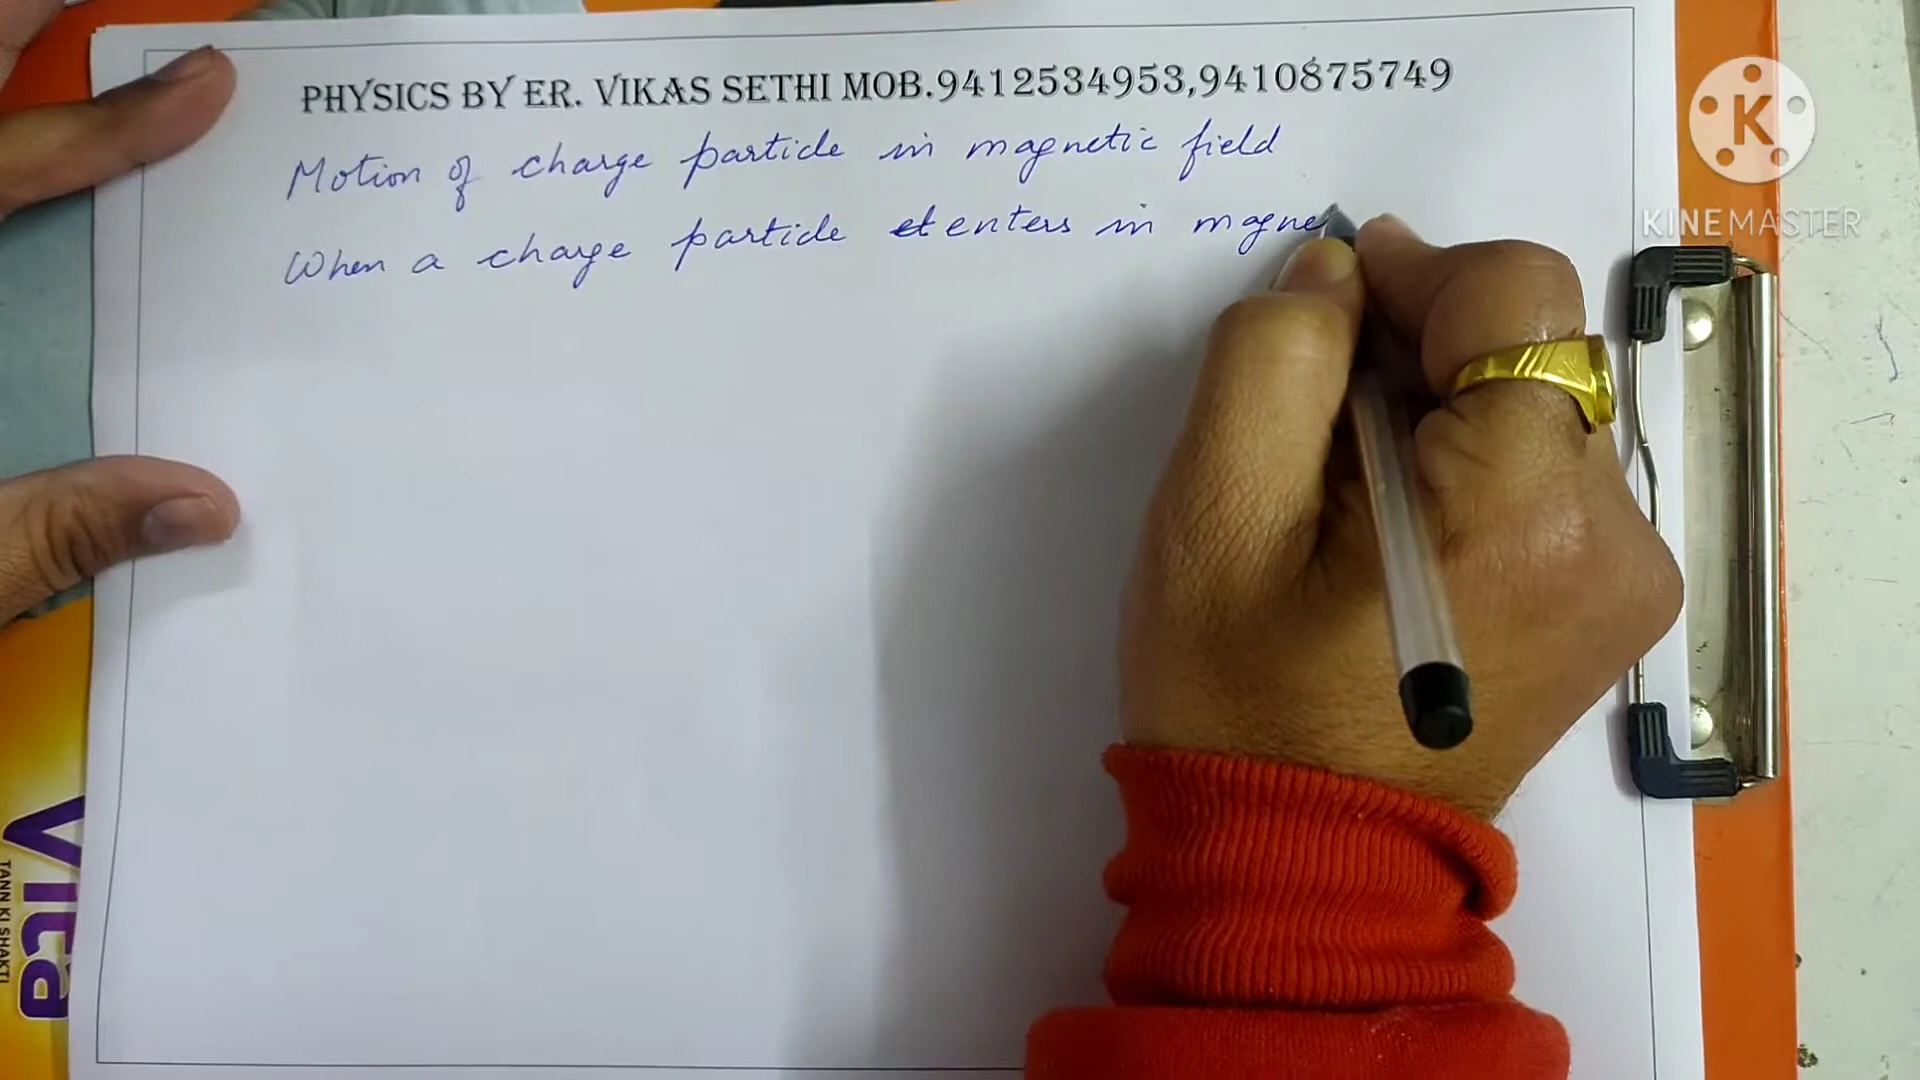 PHYSICS BY ER. VIKAS SETHI MOB.9412534953,9410875749
Motion of charge particle in magnetic field
When a charge particle et enters in magne
K
KINEMASTER
Vita
TANN KI SHAKTI